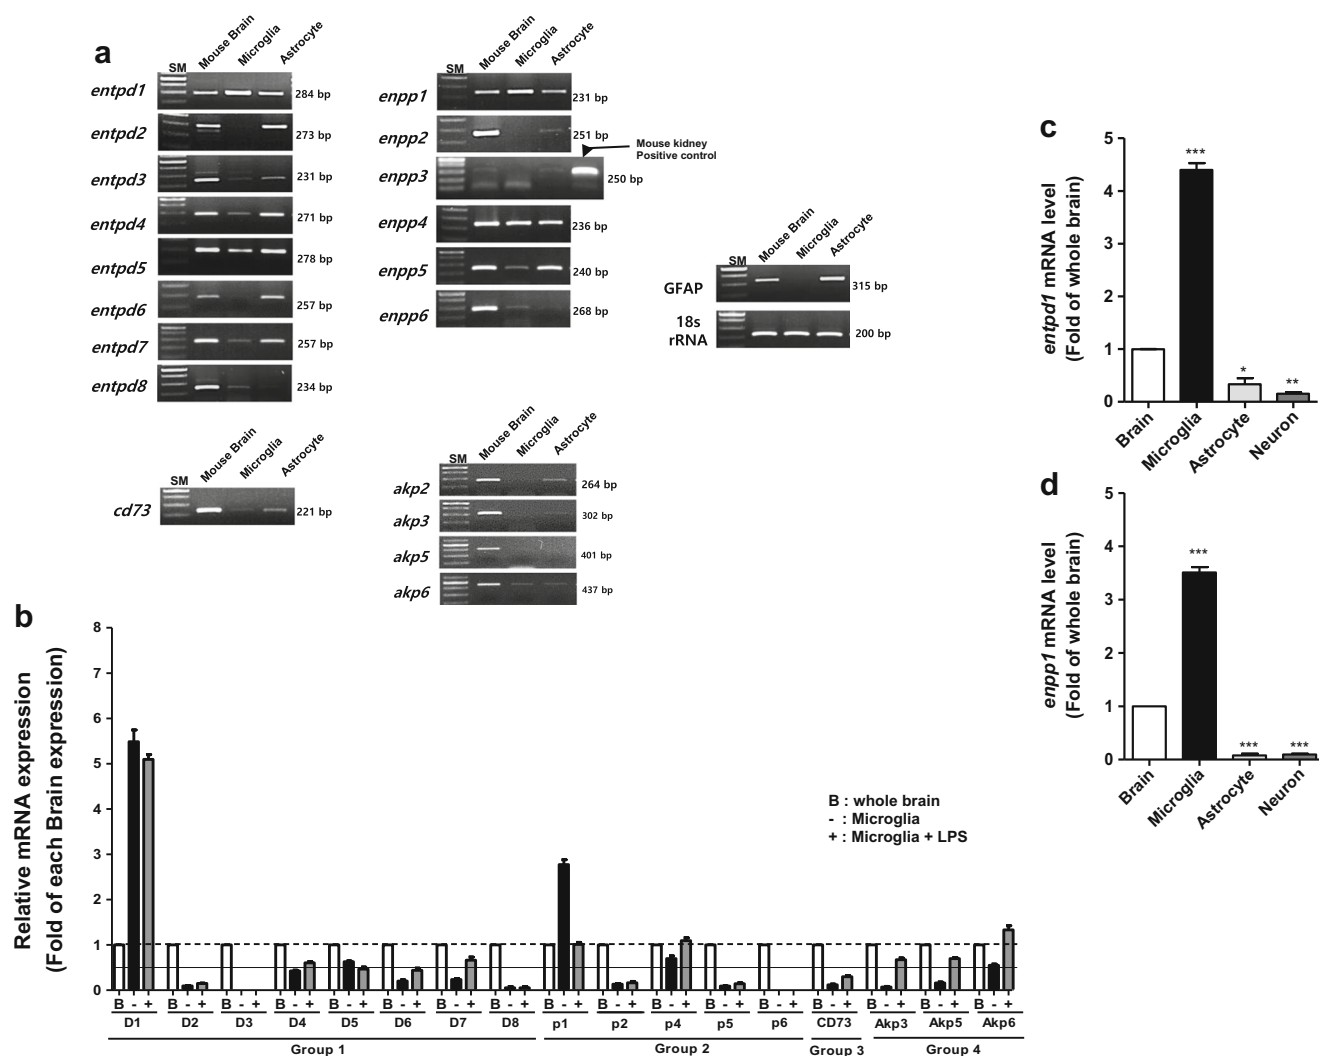 a
SM
Mouse Brain
Microglia
Astrocyte
entpd1
284 bp
entpd2
273 bp
entpd3
231 bp
entpd4
271 bp
entpd5
278 bp
entpd6
257 bp
entpd7
257 bp
entpd8
234 bp
SM
Mouse Brain
Microglia
Astrocyte
enpp1
231 bp
enpp2
251 bp
Mouse kidney
Positive control
enpp3
250 bp
enpp4
236 bp
enpp5
240 bp
enpp6
268 bp
SM
Mouse Brain
Microglia
Astrocyte
GFAP
315 bp
18s
rRNA
200 bp
SM
Mouse Brain
Microglia
Astrocyte
cd73
221 bp
SM
Mouse Brain
Microglia
Astrocyte
akp2
264 bp
akp3
302 bp
akp5
401 bp
akp6
437 bp
b
Relative mRNA expression
(Fold of each Brain expression)
8
7
6
5
4
3
2
1
0
B : whole brain
- : Microglia
+ : Microglia + LPS
B - + B - + B - + B - + B - + B - + B - + B - + B - + B - + B - + B - + B - + B - + B - + B - + B - +
D1 D2 D3 D4 D5 D6 D7 D8 p1 p2 p4 p5 p6 CD73 Akp3 Akp5 Akp6
Group 1 Group 2 Group 3 Group 4
c
entpd1 mRNA level
(Fold of whole brain)
5
4
3
2
1
0
***
*
**
Brain
Microglia
Astrocyte
Neuron
d
enpp1 mRNA level
(Fold of whole brain)
5
4
3
2
1
0
***
***
***
Brain
Microglia
Astrocyte
Neuron